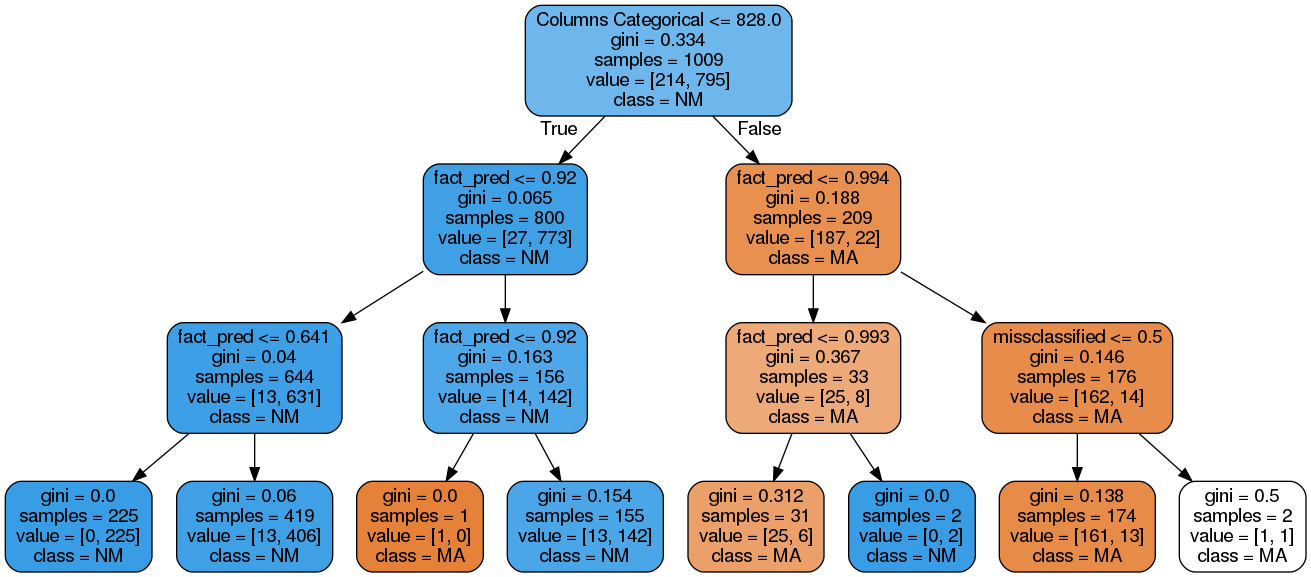 Columns Categorical <= 828.0
gini = 0.334
samples = 1009
value = [214, 795]
class = NM
True
False
fact_pred <= 0.92
gini = 0.065
samples = 800
value = [27, 773]
class = NM
fact_pred <= 0.994
gini = 0.188
samples = 209
value = [187, 22]
class = MA
fact_pred <= 0.641
gini = 0.04
samples = 644
value = [13, 631]
class = NM
fact_pred <= 0.92
gini = 0.163
samples = 156
value = [14, 142]
class = NM
fact_pred <= 0.993
gini = 0.367
samples = 33
value = [25, 8]
class = MA
missclassified <= 0.5
gini = 0.146
samples = 176
value = [162, 14]
class = MA
gini = 0.0
samples = 225
value = [0, 225]
class = NM
gini = 0.06
samples = 419
value = [13, 406]
class = NM
gini = 0.0
samples = 1
value = [1, 0]
class = MA
gini = 0.154
samples = 155
value = [13, 142]
class = NM
gini = 0.312
samples = 31
value = [25, 6]
class = MA
gini = 0.0
samples = 2
value = [0, 2]
class = NM
gini = 0.138
samples = 174
value = [161, 13]
class = MA
gini = 0.5
samples = 2
value = [1, 1]
class = MA